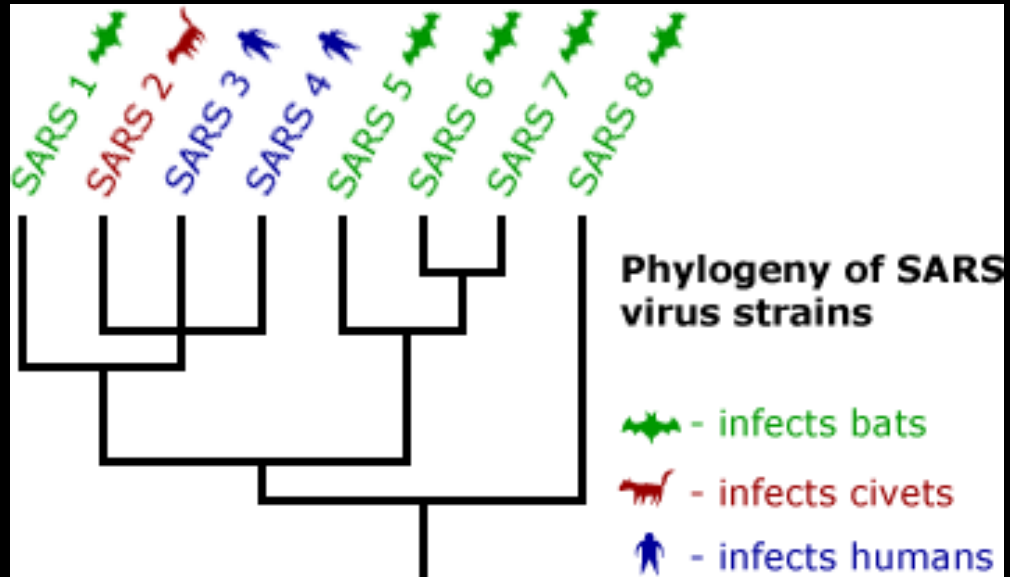 SARS 1
SARS 2
SARS 3
SARS 4
SARS 5
SARS 6
SARS 7
SARS 8
Phylogeny of SARS
virus strains
- infects bats
- infects civets
- infects humans